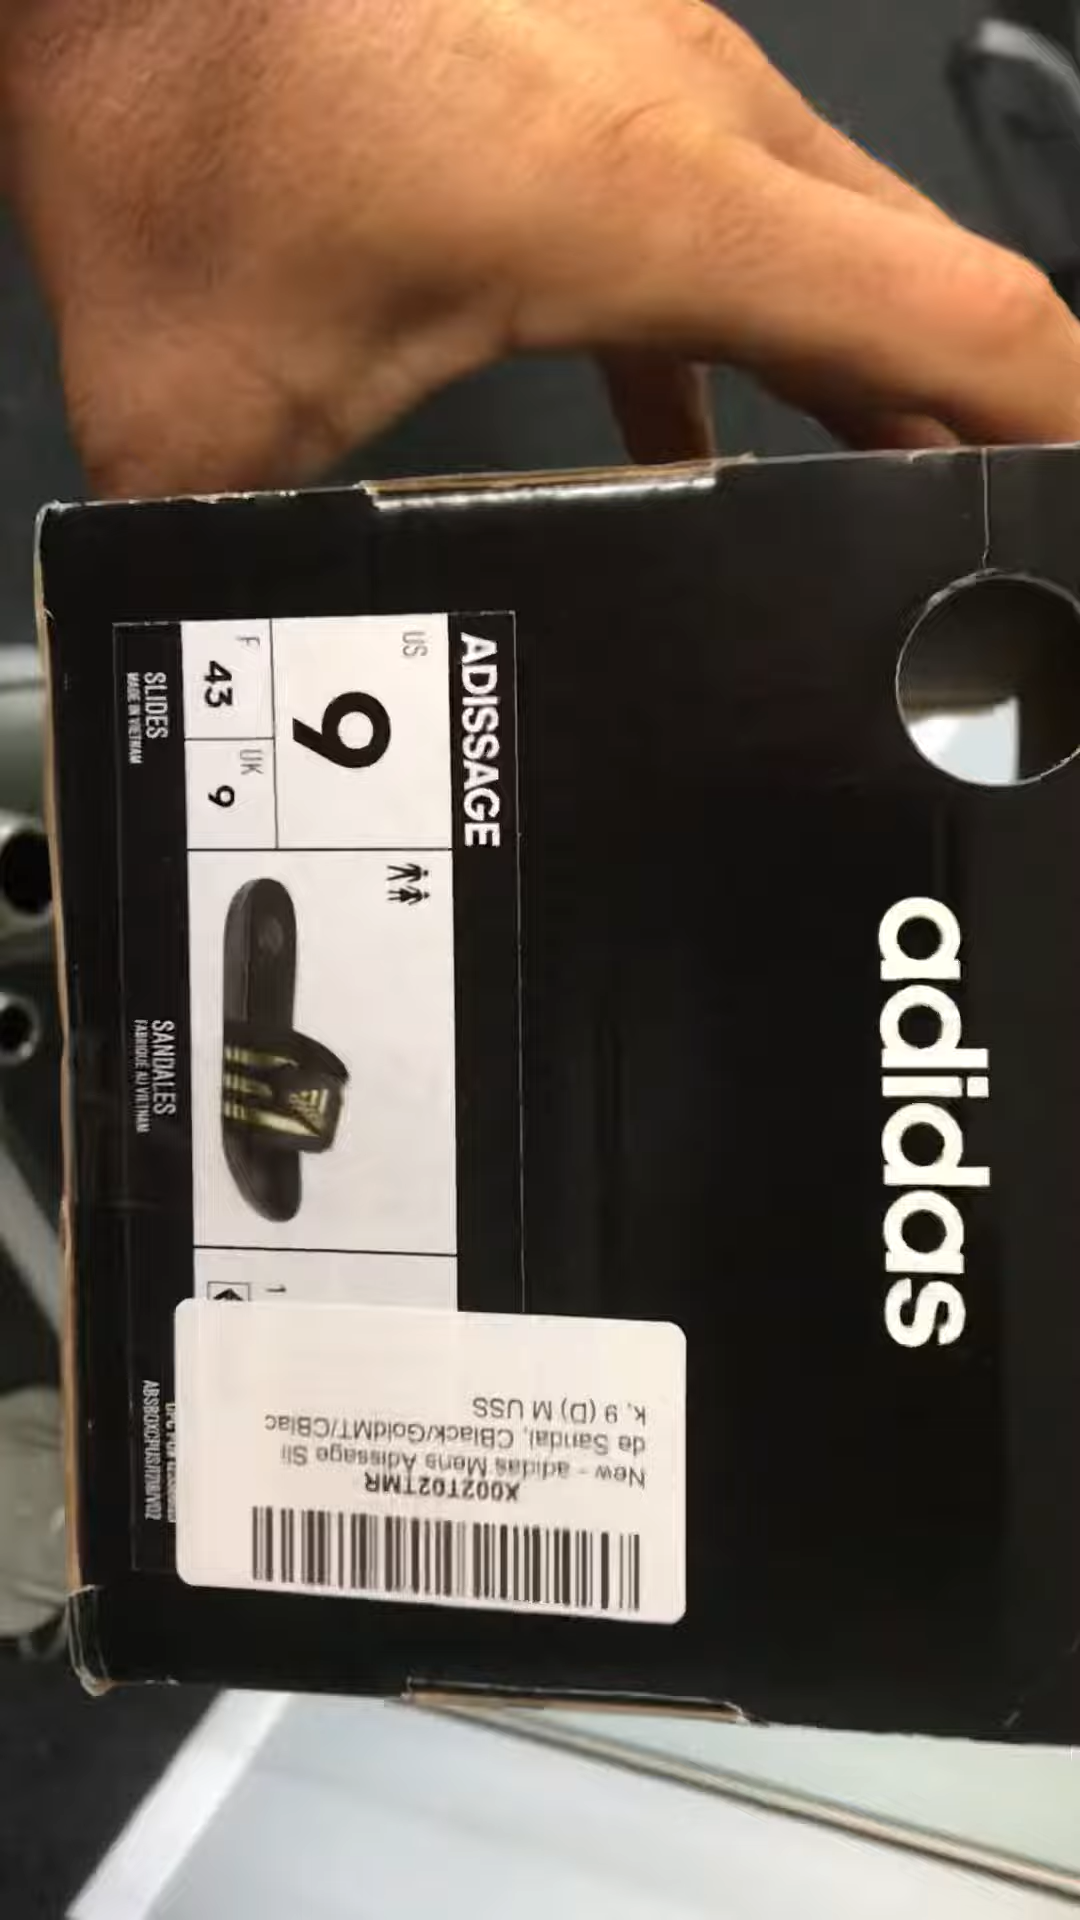 adidas
ADISSAGE
US
9
F
43
UK
9
SLIDES
MADE IN VIETNAM
SANDALES
FABRIQUÉ AU VIETNAM
1
X002T02TMR
New - adidas Mens Adissage Sli
de Sandal, CBlack/GoldMT/CBlac
k, 9 (D) M USS